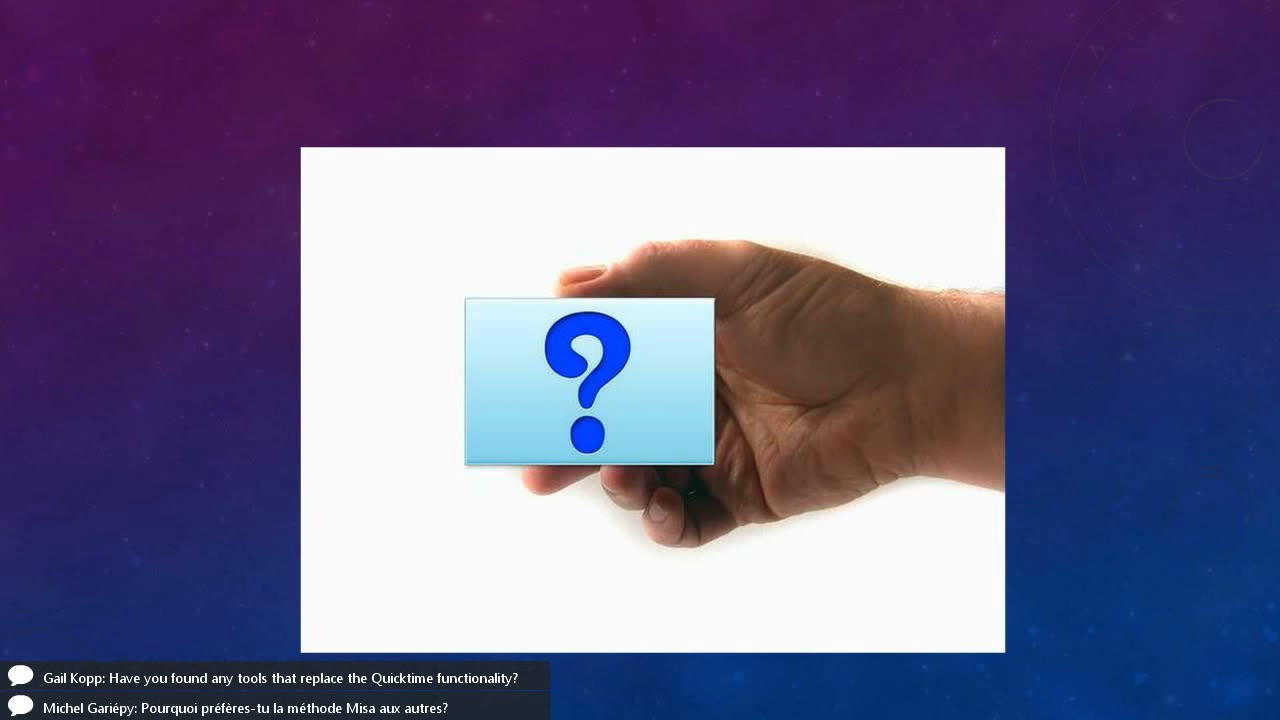 ?
Gail Kopp: Have you found any tools that replace the Quicktime functionality?
Michel Gariépy: Pourquoi préfères-tu la méthode Misa aux autres?